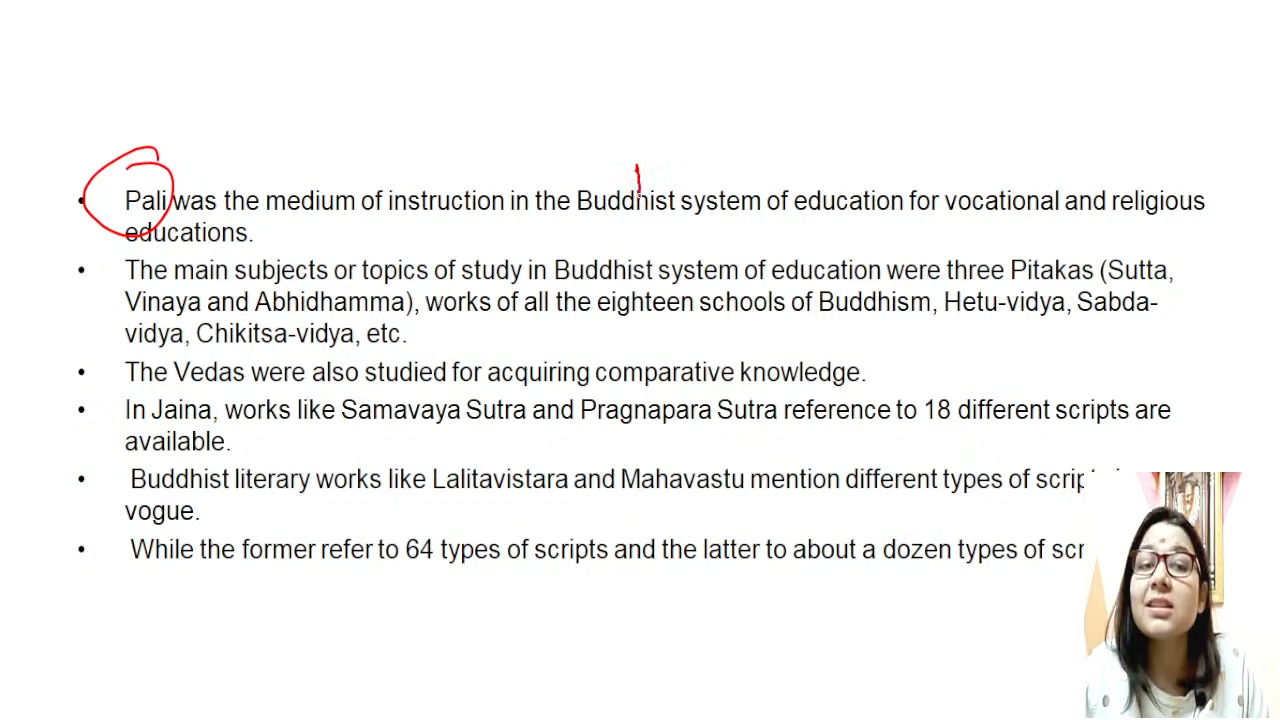 • Pali was the medium of instruction in the Buddhist system of education for vocational and religious
educations.
• The main subjects or topics of study in Buddhist system of education were three Pitakas (Sutta,
Vinaya and Abhidhamma), works of all the eighteen schools of Buddhism, Hetu-vidya, Sabda-
vidya, Chikitsa-vidya, etc.
• The Vedas were also studied for acquiring comparative knowledge.
• In Jaina, works like Samavaya Sutra and Pragnapara Sutra reference to 18 different scripts are
available.
• Buddhist literary works like Lalitavistara and Mahavastu mention different types of
vogue.
• While the former refer to 64 types of scripts and the latter to about a dozen types of